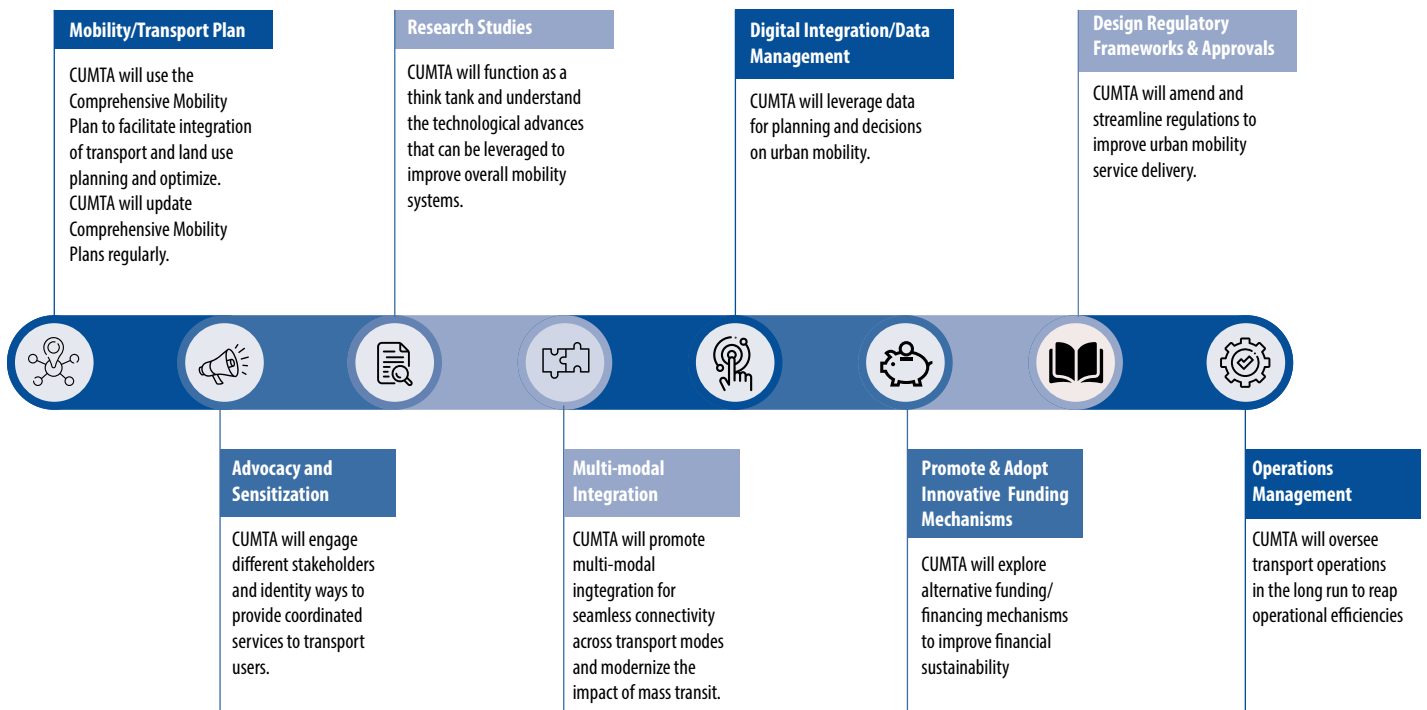 Mobility/Transport Plan
CUMTA will use the
Comprehensive Mobility
Plan to facilitate integration
of transport and land use
planning and optimize.
CUMTA will update
Comprehensive Mobility
Plans regularly.
Research Studies
CUMTA will function as a
think tank and understand
the technological advances
that can be leveraged to
improve overall mobility
systems.
Digital Integration/Data
Management
CUMTA will leverage data
for planning and decisions
on urban mobility.
Design Regulatory
Frameworks & Approvals
CUMTA will amend and
streamline regulations to
improve urban mobility
service delivery.
Advocacy and
Sensitization
CUMTA will engage
different stakeholders
and identity ways to
provide coordinated
services to transport
users.
Multi-modal
Integration
CUMTA will promote
multi-modal
ingtegration for
seamless connectivity
across transport modes
and modernize the
impact of mass transit.
Promote & Adopt
Innovative Funding
Mechanisms
CUMTA will explore
alternative funding/
financing mechanisms
to improve financial
sustainability
Operations
Management
CUMTA will oversee
transport operations
in the long run to reap
operational efficiencies